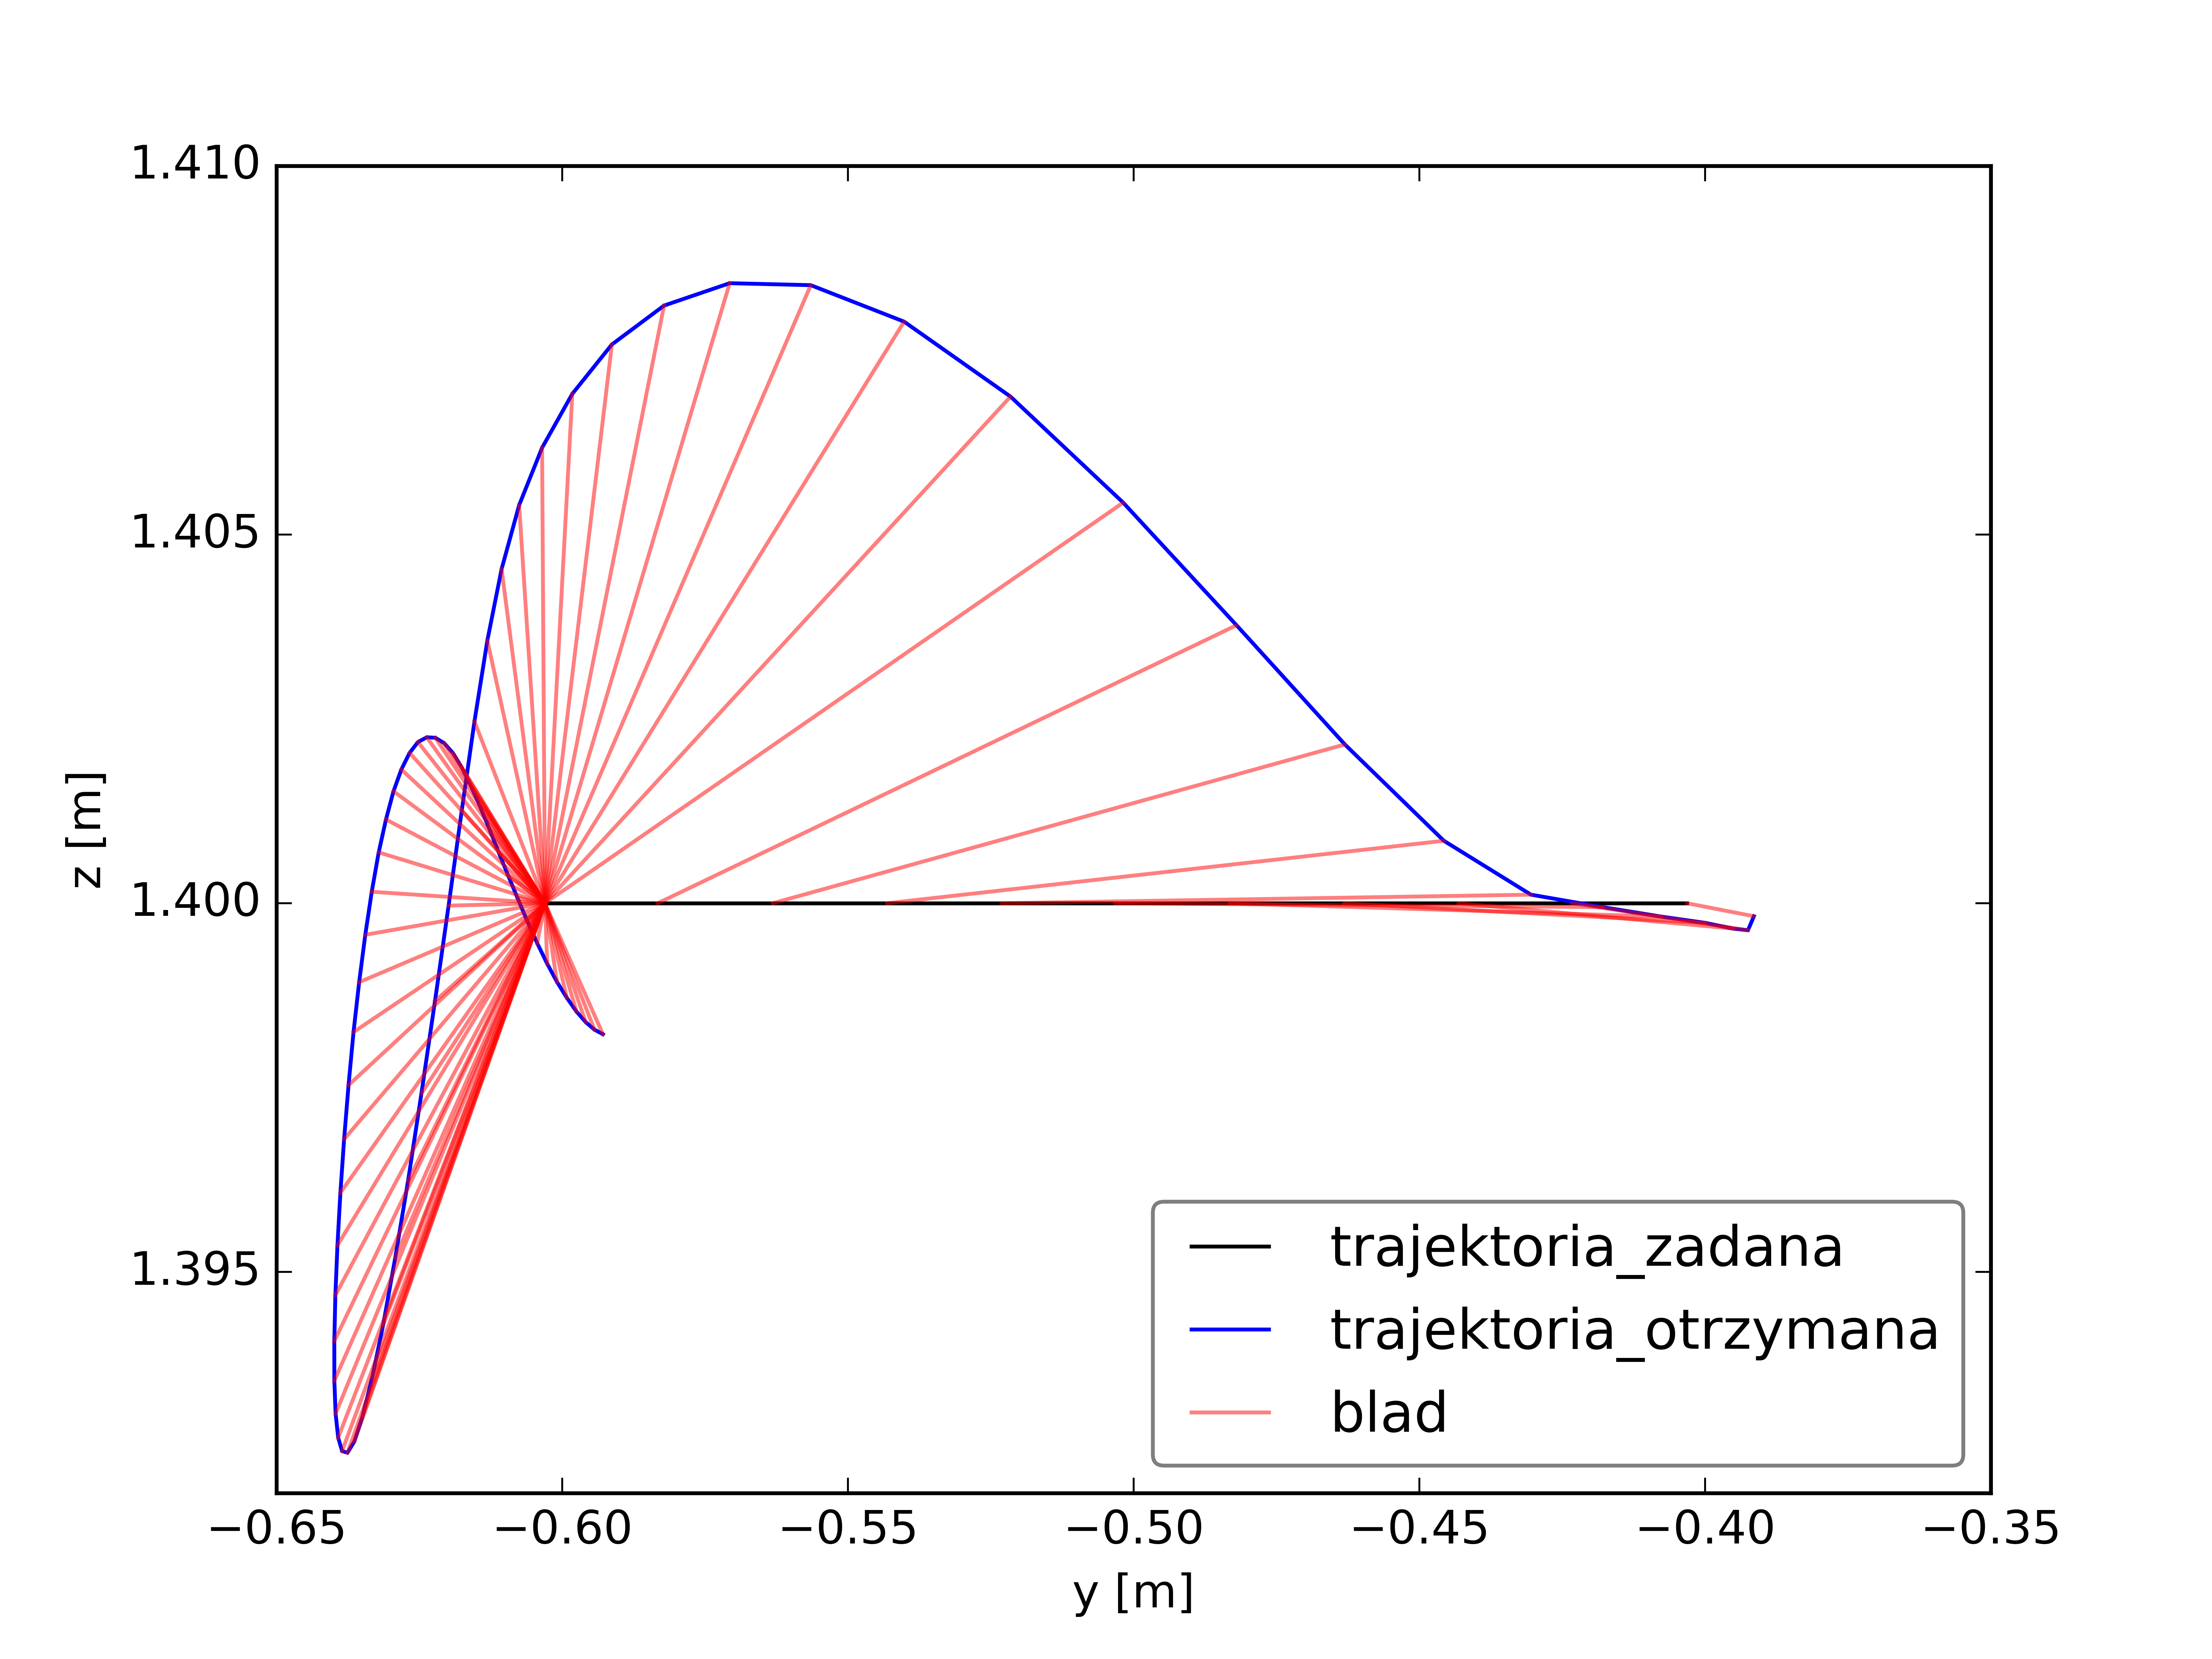 1.410
1.405
1.400
1.395
z [m]
−0.65
−0.60
−0.55
−0.50
−0.45
−0.40
−0.35
y [m]
trajektoria_zadana
trajektoria_otrzymana
blad